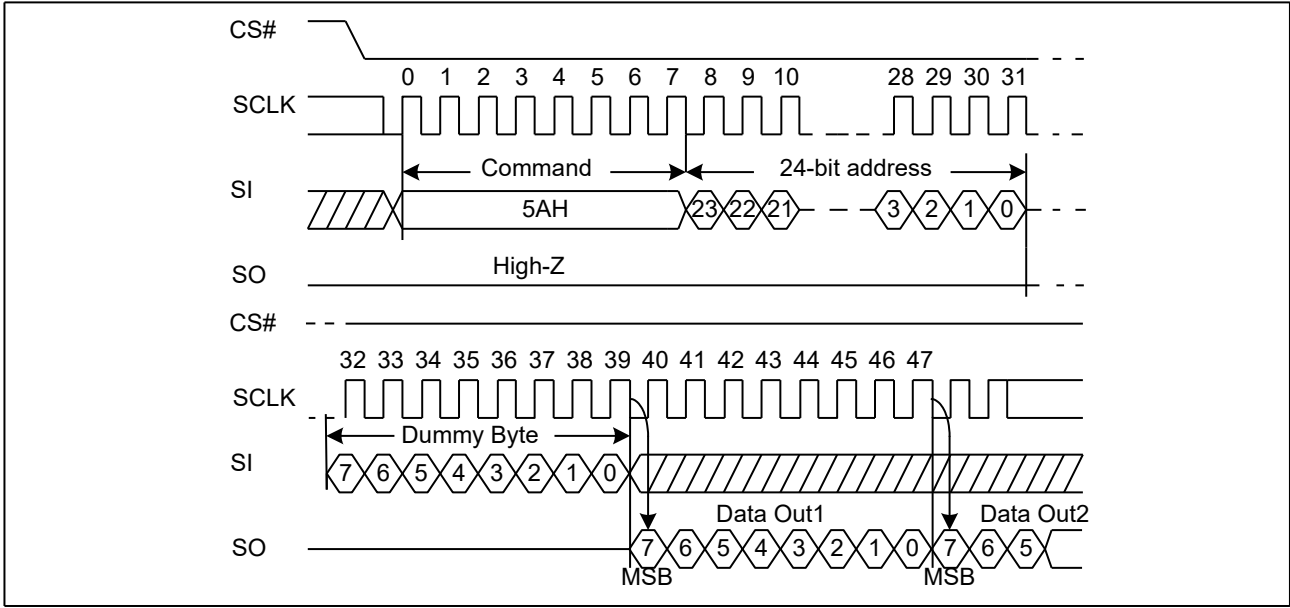 CS#
0 1 2 3 4 5 6 7 8 9 10 28 29 30 31
SCLK
Command 24-bit address
SI
5AH 23 22 21 3 2 1 0
High-Z
SO
CS#
32 33 34 35 36 37 38 39 40 41 42 43 44 45 46 47
SCLK
Dummy Byte
SI
7 6 5 4 3 2 1 0
Data Out1 Data Out2
SO
7 6 5 4 3 2 1 0 7 6 5
MSB MSB